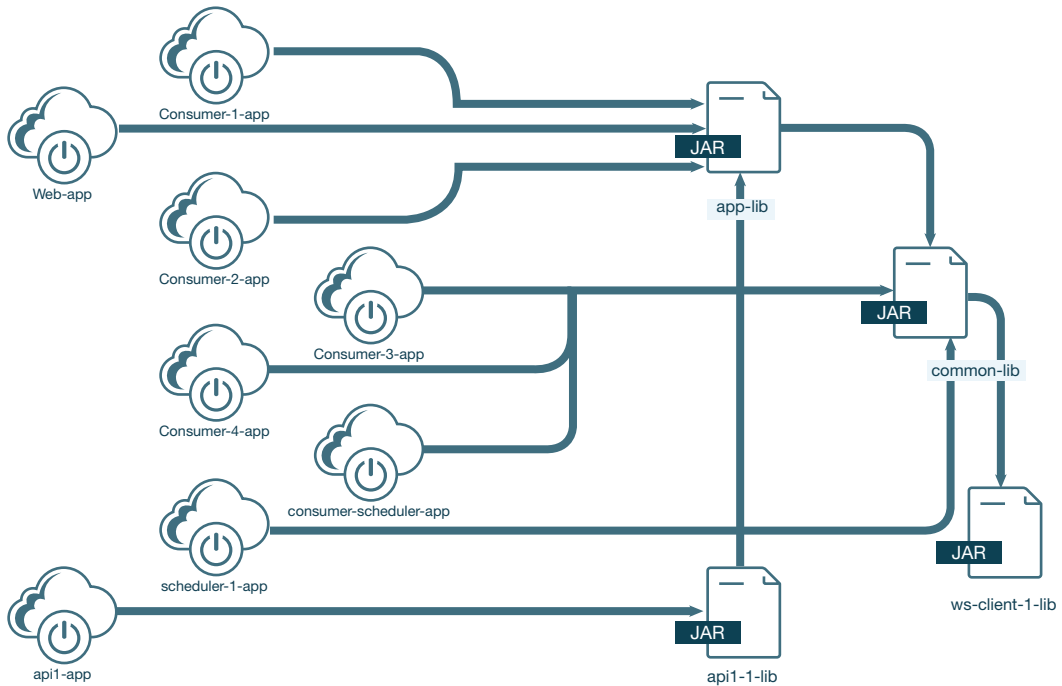 Consumer-1-app
Web-app
JAR
app-lib
Consumer-2-app
JAR
Consumer-3-app
common-lib
Consumer-4-app
consumer-scheduler-app
JAR
scheduler-1-app
ws-client-1-lib
JAR
api1-app
api1-1-lib